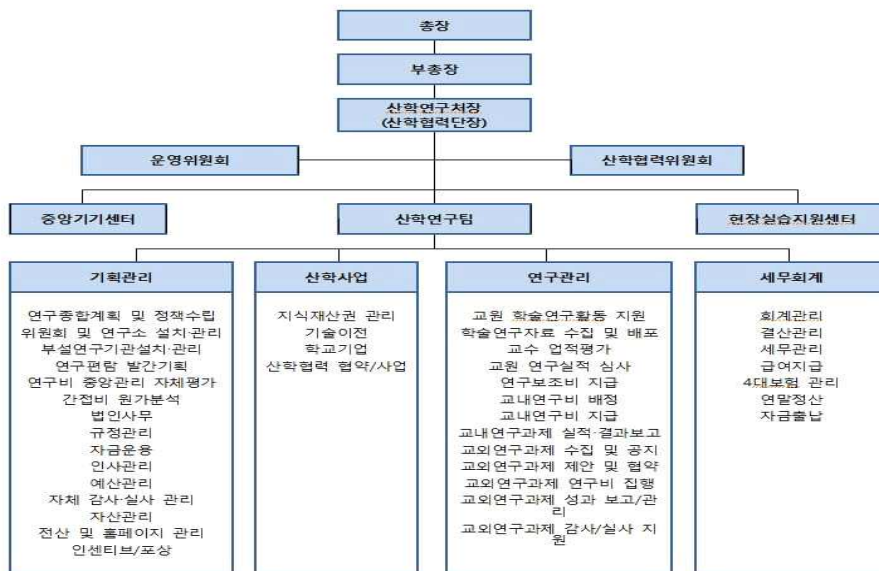 총장
부총장
산학연구처장
(산학협력단장)
운영위원회
산학협력위원회
중앙기기센터
산학연구팀
현장실습지원센터
기획관리
연구종합계획 및 정책수립
위원회 및 연구소 설치·관리
부설연구기관설치·관리
연구편람 발간기획
연구비 중앙관리 자체평가
간접비 원가분석
법인사무
규정관리
자금운용
인사관리
예산관리
자체 감사·실사 관리
자산관리
전산 및 홈페이지 관리
인센티브/포상
산학사업
지식재산권 관리
기술이전
학교기업
산학협력 협약/사업
연구관리
교원 학술연구활동 지원
학술연구자료 수집 및 배포
교수 업적평가
교원 연구실적 심사
연구보조비 지급
교내연구비 배정
교내연구비 지급
교내연구과제 실적·결과보고
교외연구과제 수집 및 공지
교외연구과제 제안 및 협약
교외연구과제 연구비 집행
교외연구과제 성과 보고/관
리
교외연구과제 감사/실사 지
원
세무회계
회계관리
결산관리
세무관리
급여지급
4대보험 관리
연말정산
자금출납